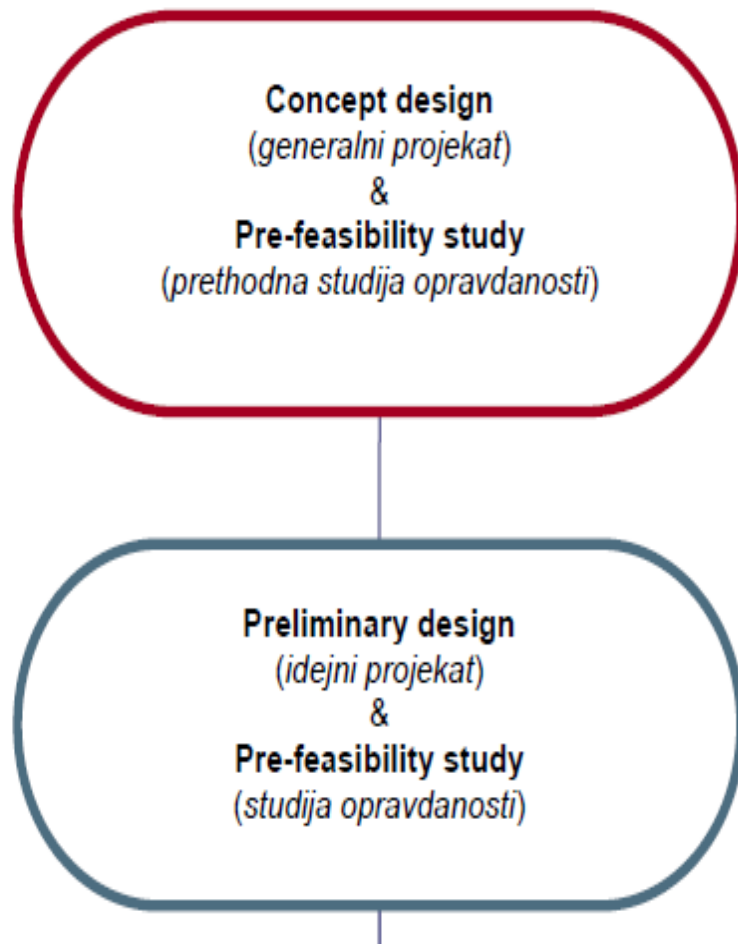 Concept design
(generalni projekat)
&
Pre-feasibility study
(prethodna studija opravdanosti)
Preliminary design
(idejni projekat)
&
Pre-feasibility study
(studija opravdanosti)